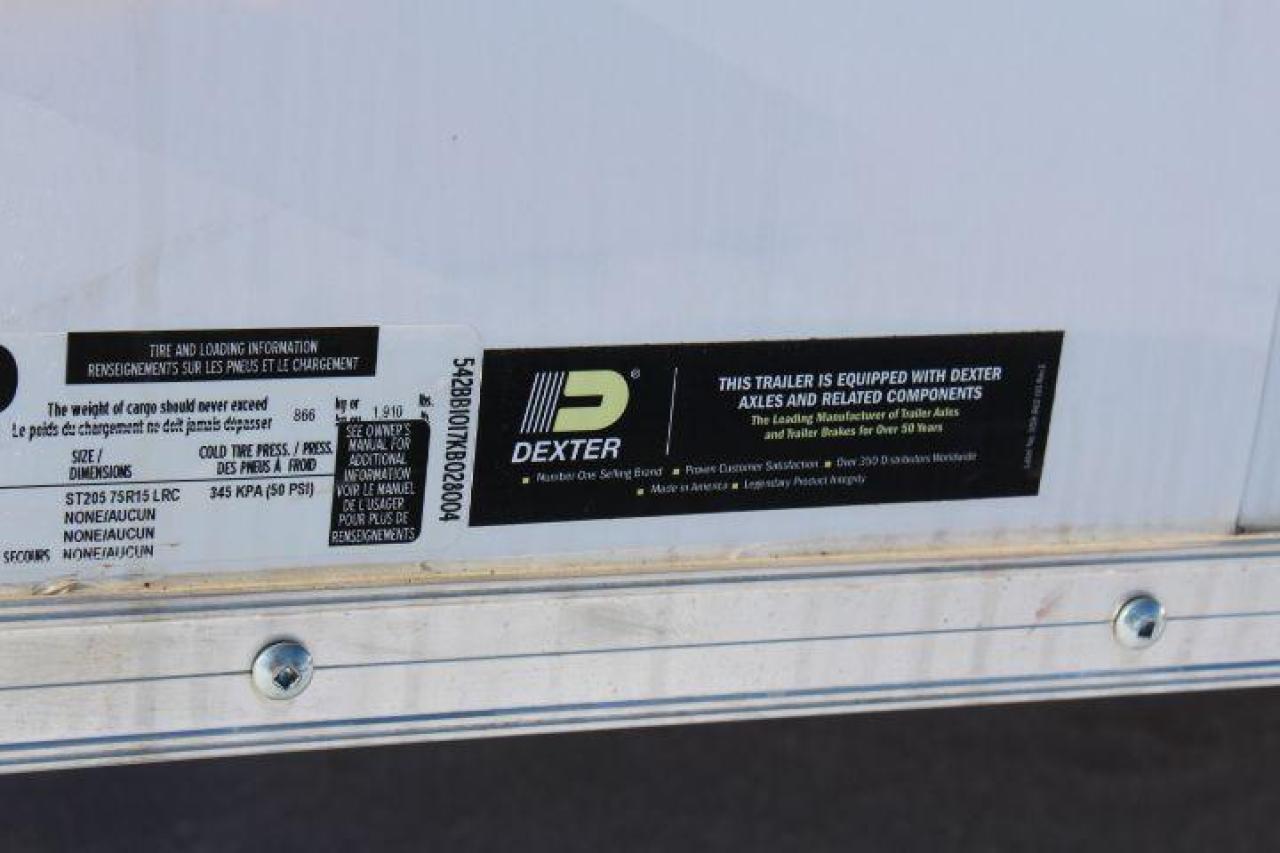 TIRE AND LOADING INFORMATION
RENSEIGNEMENTS SUR LES PNEUS ET LE CHARGEMENT
The weight of cargo should never exceed
Le poids du chargement ne doit jamais dépasser
866 kg or 1,910 lbs.
SIZE /
DIMENSIONS
COLD TIRE PRESS. / PRESS.
DES PNEUS À FROID
ST205 75R15 LRC 345 KPA (50 PSI)
NONE/AUCUN
NONE/AUCUN
SECOURS NONE/AUCUN
SEE OWNER'S
MANUAL FOR
ADDITIONAL
INFORMATION
VOIR LE MANUEL
DE L'USAGER
POUR PLUS DE
RENSEIGNEMENTS
542BB1017KB028004
DEXTER
®
THIS TRAILER IS EQUIPPED WITH DEXTER
AXLES AND RELATED COMPONENTS
The Leading Manufacturer of Trailer Axles
and Trailer Brakes for Over 50 Years
Number One Selling Brand ■ Proven Customer Satisfaction ■ Over 350 Distributors Worldwide
■ Made in America ■ Legendary Product Integrity